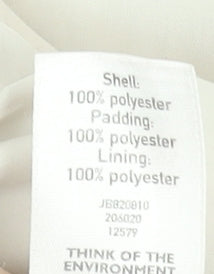 Shell:
100% polyester
Padding:
100% polyester
Lining:
100% polyester
JE820810
206020
12579
THINK OF THE
ENVIRONMENT